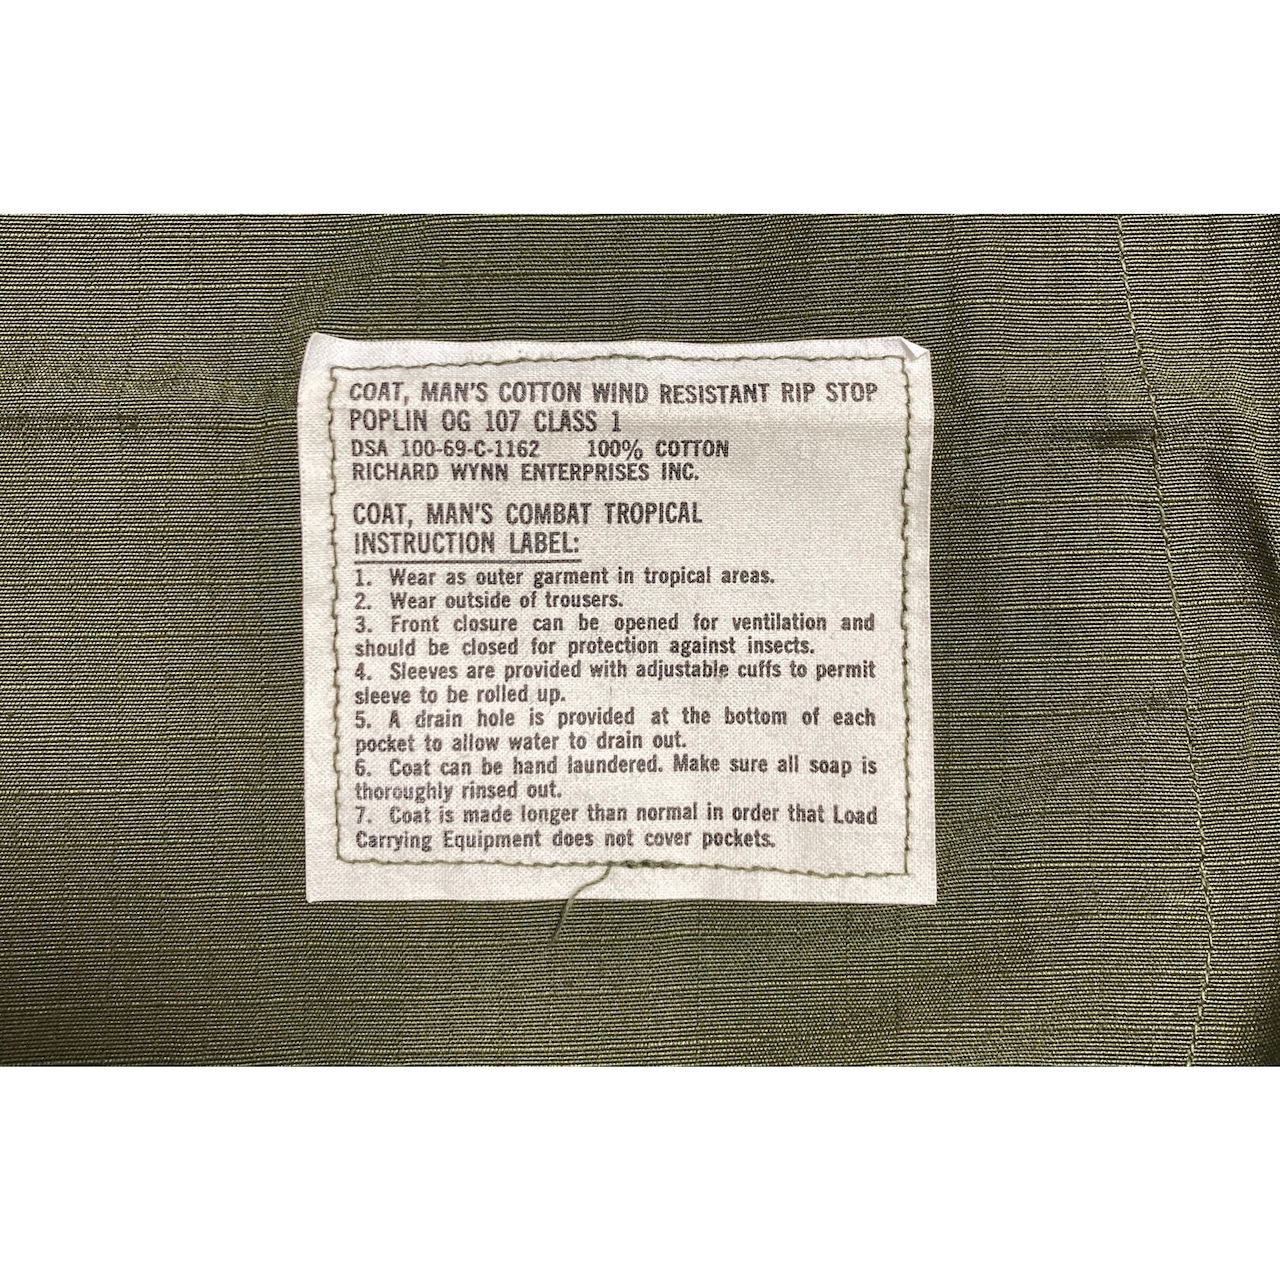 COAT, MAN'S COTTON WIND RESISTANT RIP STOP
POPLIN OG 107 CLASS 1
DSA 100-69-C-1162 100% COTTON
RICHARD WYNN ENTERPRISES INC.
COAT, MAN'S COMBAT TROPICAL
INSTRUCTION LABEL:
1. Wear as outer garment in tropical areas.
2. Wear outside of trousers.
3. Front closure can be opened for ventilation and
should be closed for protection against insects.
4. Sleeves are provided with adjustable cuffs to permit
sleeve to be rolled up.
5. A drain hole is provided at the bottom of each
pocket to allow water to drain out.
6. Coat can be hand laundered. Make sure all soap is
thoroughly rinsed out.
7. Coat is made longer than normal in order that Load
Carrying Equipment does not cover pockets.